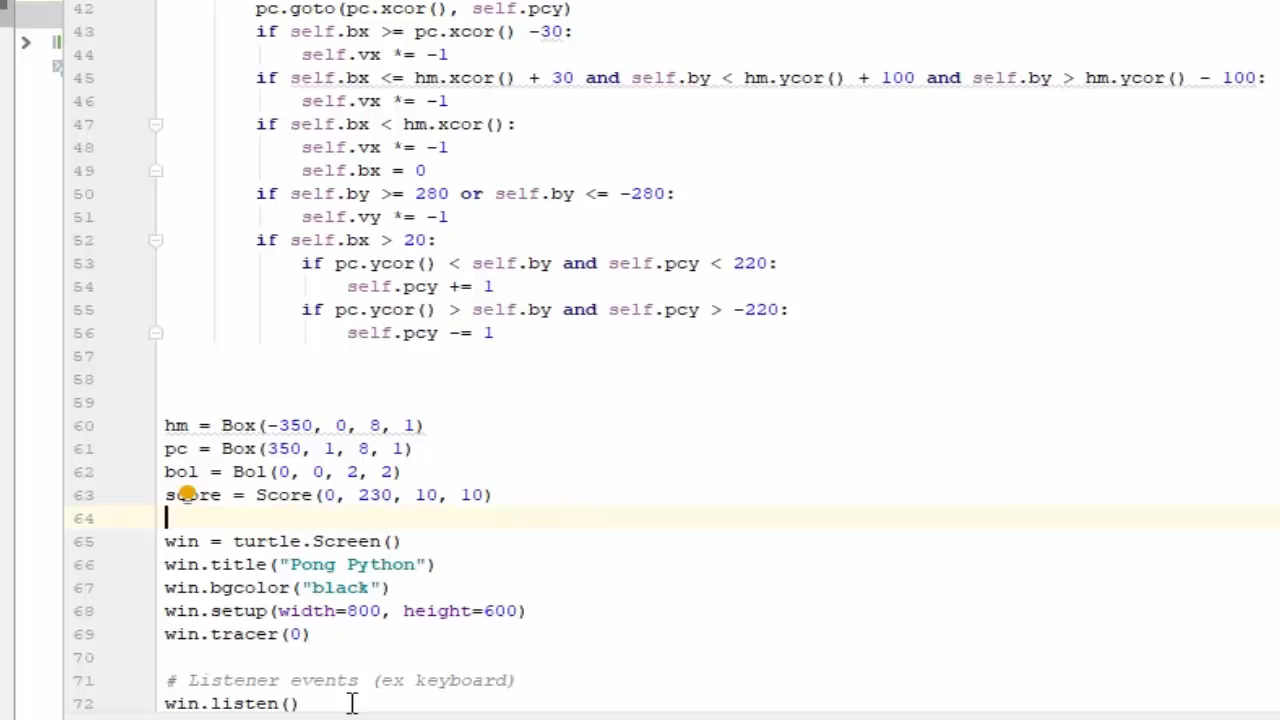 42 pc.goto(pc.xcor(), self.pcy)
43 if self.bx >= pc.xcor() -30:
44 self.vx *= -1
45 if self.bx <= hm.xcor() + 30 and self.by < hm.ycor() + 100 and self.by > hm.ycor() - 100:
46 self.vx *= -1
47 if self.bx < hm.xcor():
48 self.vx *= -1
49 self.bx = 0
50 if self.by >= 280 or self.by <= -280:
51 self.vy *= -1
52 if self.bx > 20:
53 if pc.ycor() < self.by and self.pcy < 220:
54 self.pcy += 1
55 if pc.ycor() > self.by and self.pcy > -220:
56 self.pcy -= 1
57
58
59
60 hm = Box(-350, 0, 8, 1)
61 pc = Box(350, 1, 8, 1)
62 bol = Bol(0, 0, 2, 2)
63 score = Score(0, 230, 10, 10)
64
65 win = turtle.Screen()
66 win.title("Pong Python")
67 win.bgcolor("black")
68 win.setup(width=800, height=600)
69 win.tracer(0)
70
71 # Listener events (ex keyboard)
72 win.listen()